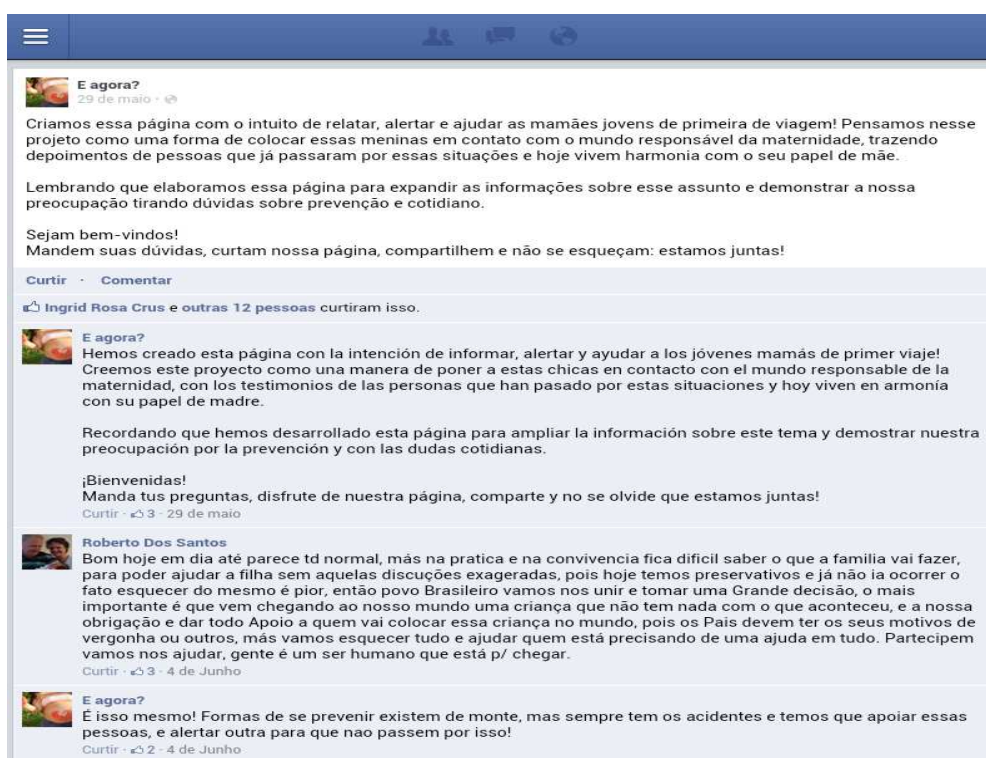 E agora?
29 de maio ·
Criamos essa página com o intuito de relatar, alertar e ajudar as mamães jovens de primeira de viagem! Pensamos nesse
projeto como uma forma de colocar essas meninas em contato com o mundo responsável da maternidade, trazendo
depoimentos de pessoas que já passaram por essas situações e hoje vivem harmonia com o seu papel de mãe.
Lembrando que elaboramos essa página para expandir as informações sobre esse assunto e demonstrar a nossa
preocupação tirando dúvidas sobre prevenção e cotidiano.
Sejam bem-vindos!
Mandem suas dúvidas, curtam nossa página, compartilhem e não se esqueçam: estamos juntas!
Curtir · Comentar
Ingrid Rosa Crus e outras 12 pessoas curtiram isso.
E agora?
Hemos creado esta página con la intención de informar, alertar y ayudar a los jóvenes mamás de primer viaje!
Creemos este proyecto como una manera de poner a estas chicas en contacto con el mundo responsable de la
maternidad, con los testimonios de las personas que han pasado por estas situaciones y hoy viven en armonía
con su papel de madre.
Recordando que hemos desarrollado esta página para ampliar la información sobre este tema y demostrar nuestra
preocupación por la prevención y con las dudas cotidianas.
¡Bienvenidas!
Manda tus preguntas, disfrute de nuestra página, comparte y no se olvide que estamos juntas!
Curtir · 3 · 29 de maio
Roberto Dos Santos
Bom hoje em dia até parece td normal, más na pratica e na convivencia fica dificil saber o que a familia vai fazer,
para poder ajudar a filha sem aquelas discuções exageradas, pois hoje temos preservativos e já não ia ocorrer o
fato esquecer do mesmo é pior, então povo Brasileiro vamos nos unir e tomar uma Grande decisão, o mais
importante é que vem chegando ao nosso mundo uma criança que não tem nada com o que aconteceu, e a nossa
obrigação e dar todo Apoio a quem vai colocar essa criança no mundo, pois os Pais devem ter os seus motivos de
vergonha ou outros, más vamos esquecer tudo e ajudar quem está precisando de uma ajuda em tudo. Partecipem
vamos nos ajudar, gente é um ser humano que está p/ chegar.
Curtir · 3 · 4 de Junho
E agora?
É isso mesmo! Formas de se prevenir existem de monte, mas sempre tem os acidentes e temos que apoiar essas
pessoas, e alertar outra para que nao passem por isso!
Curtir · 2 · 4 de Junho